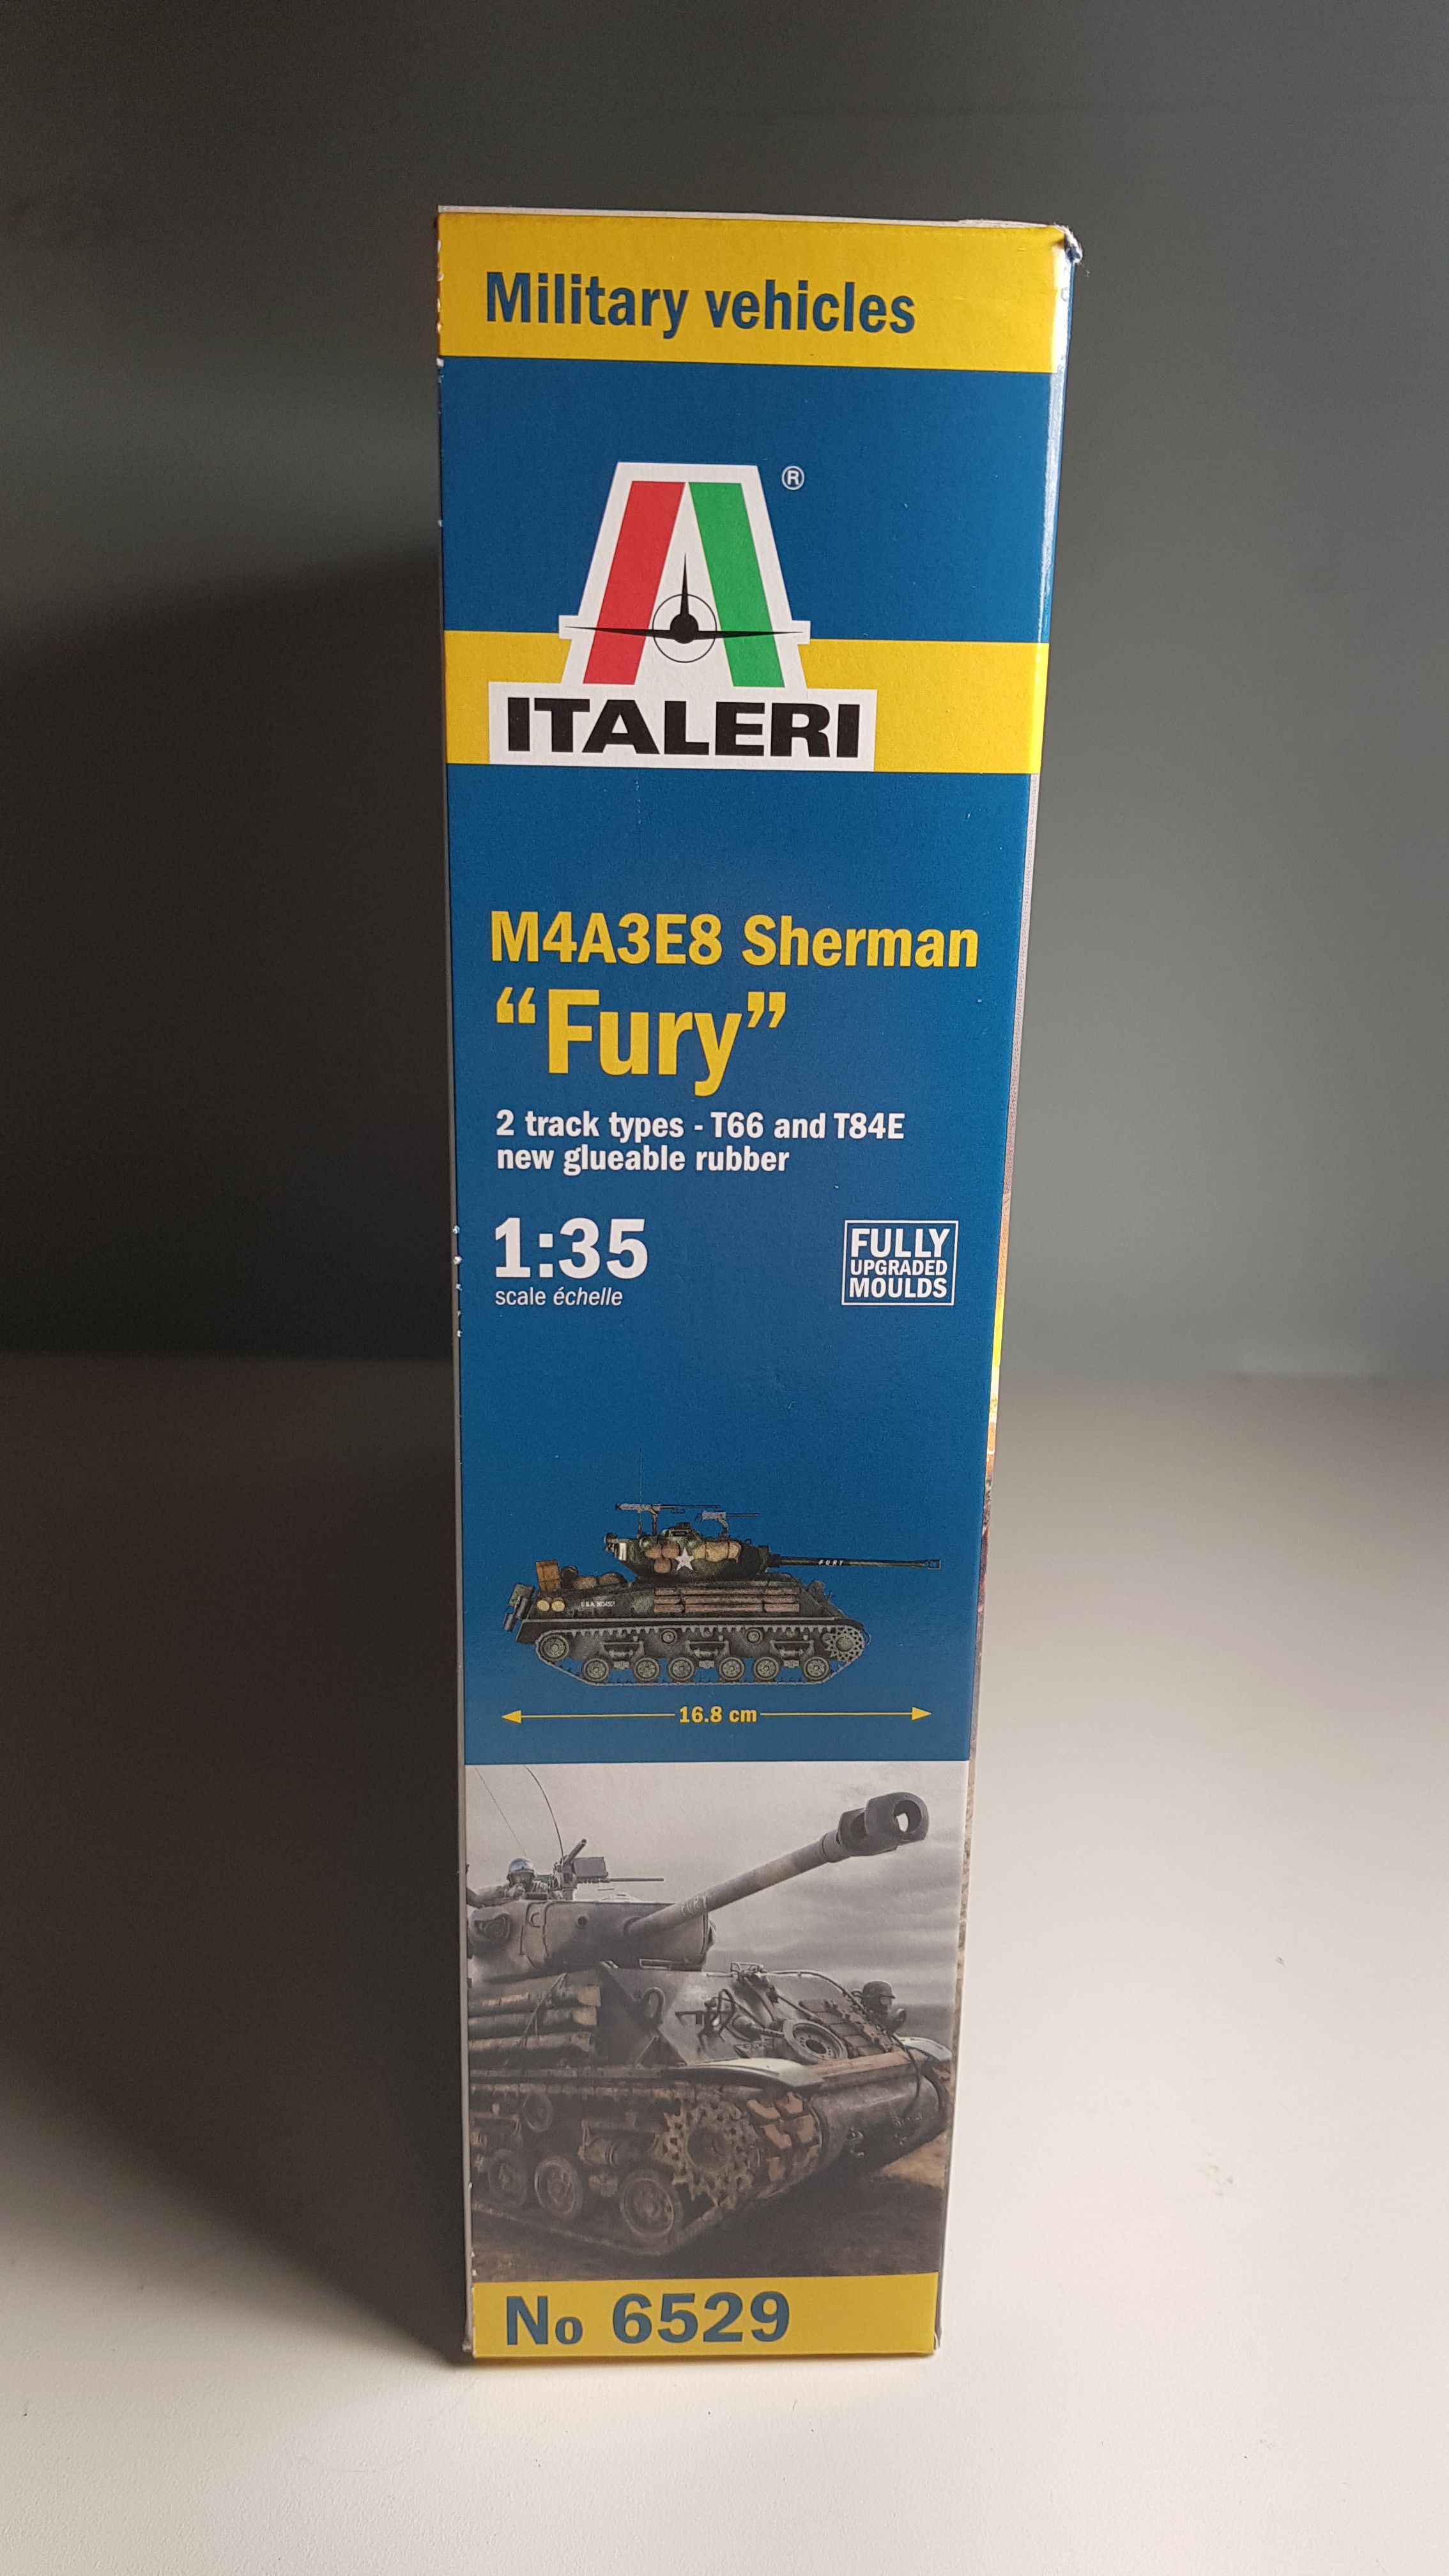 Military vehicles
®
ITALERI
M4A3E8 Sherman
“Fury”
2 track types - T66 and T84E
new glueable rubber
1:35
scale échelle
FULLY
UPGRADED
MOULDS
FURY
16.8 cm
No 6529